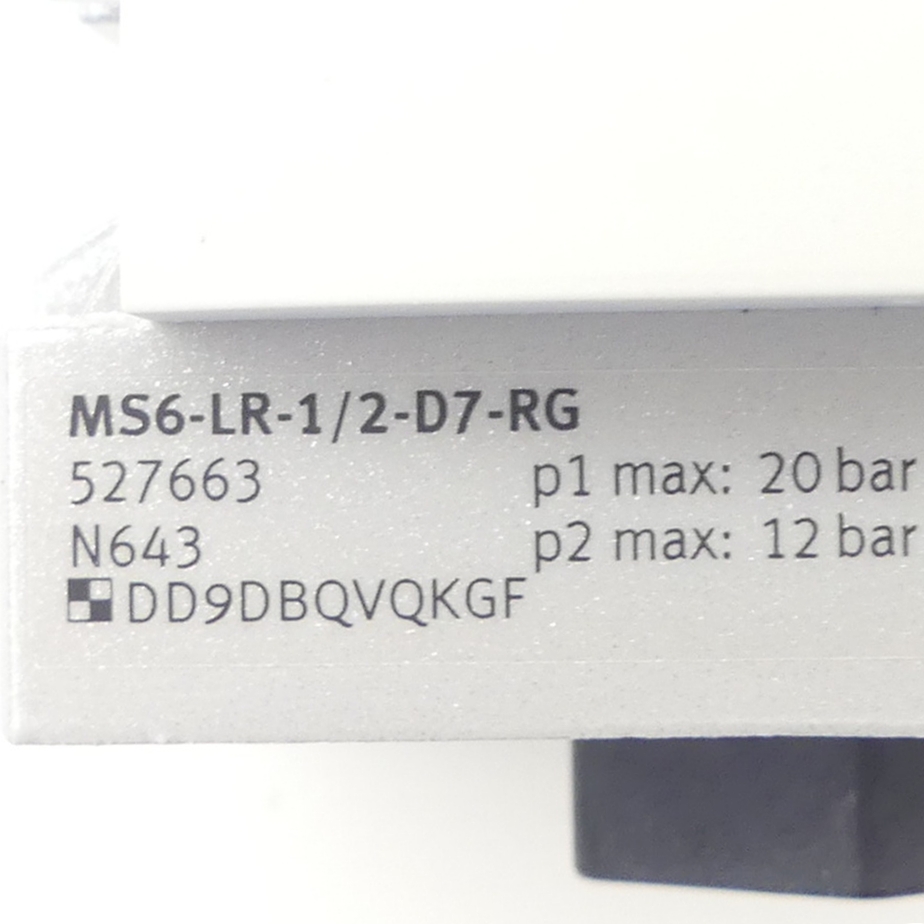 MS6-LR-1/2-D7-RG
527663 p1 max: 20 bar
N643 p2 max: 12 bar
DD9DBQVQKGF